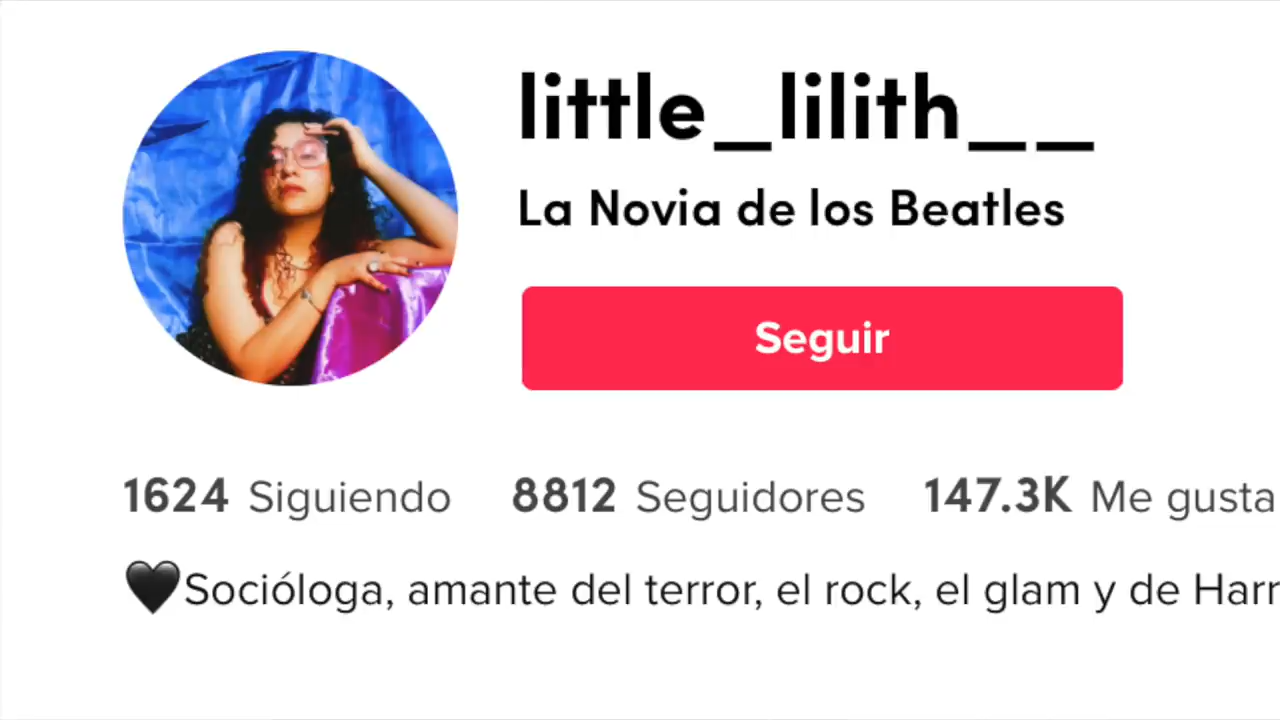 little_lilith__
La Novia de los Beatles
Seguir
1624 Siguiendo 8812 Seguidores 147.3K Me gusta
🖤Socióloga, amante del terror, el rock, el glam y de